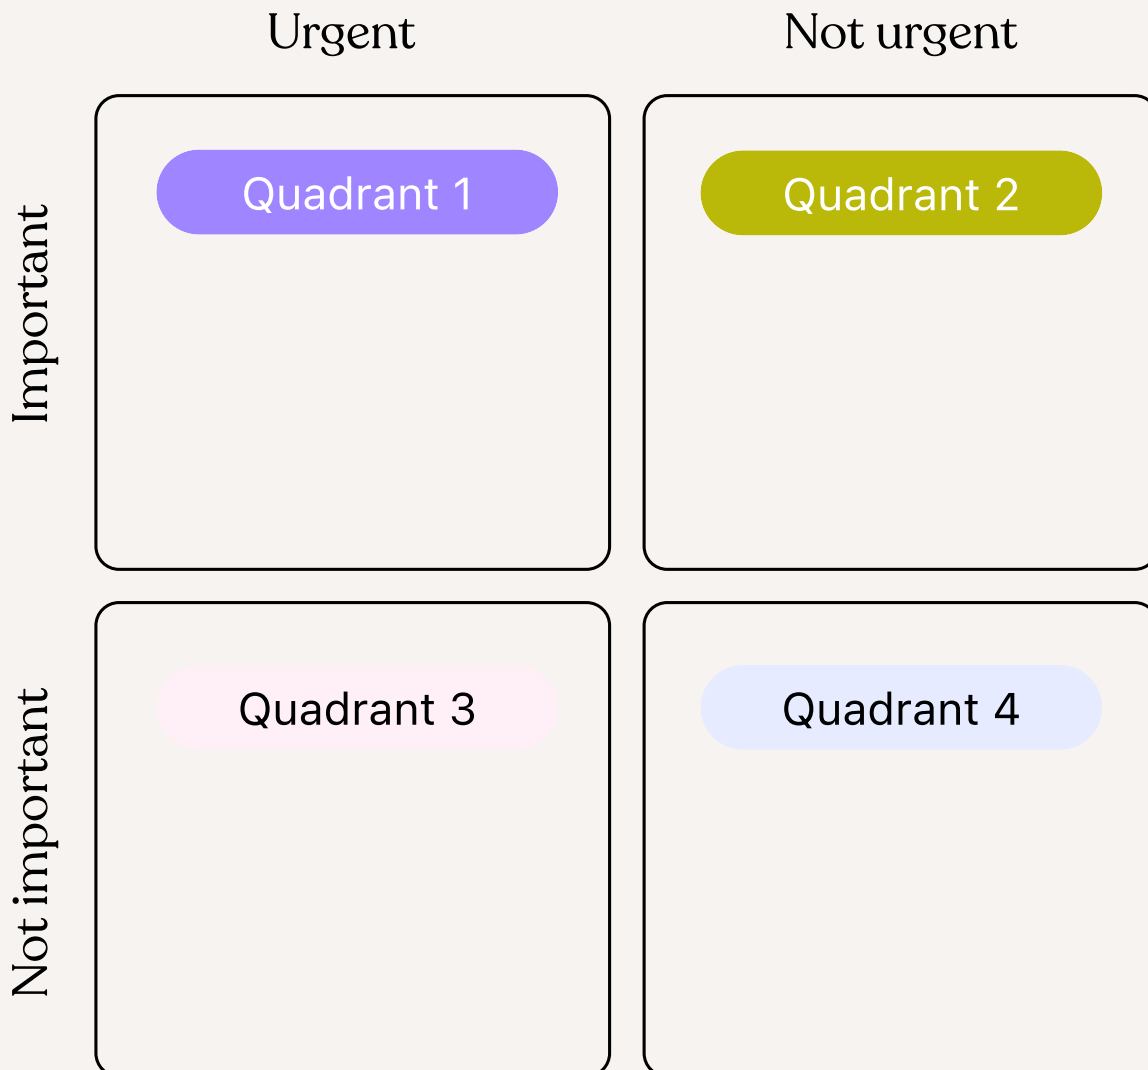 Urgent
Not urgent
Important
Quadrant 1
Quadrant 2
Not important
Quadrant 3
Quadrant 4